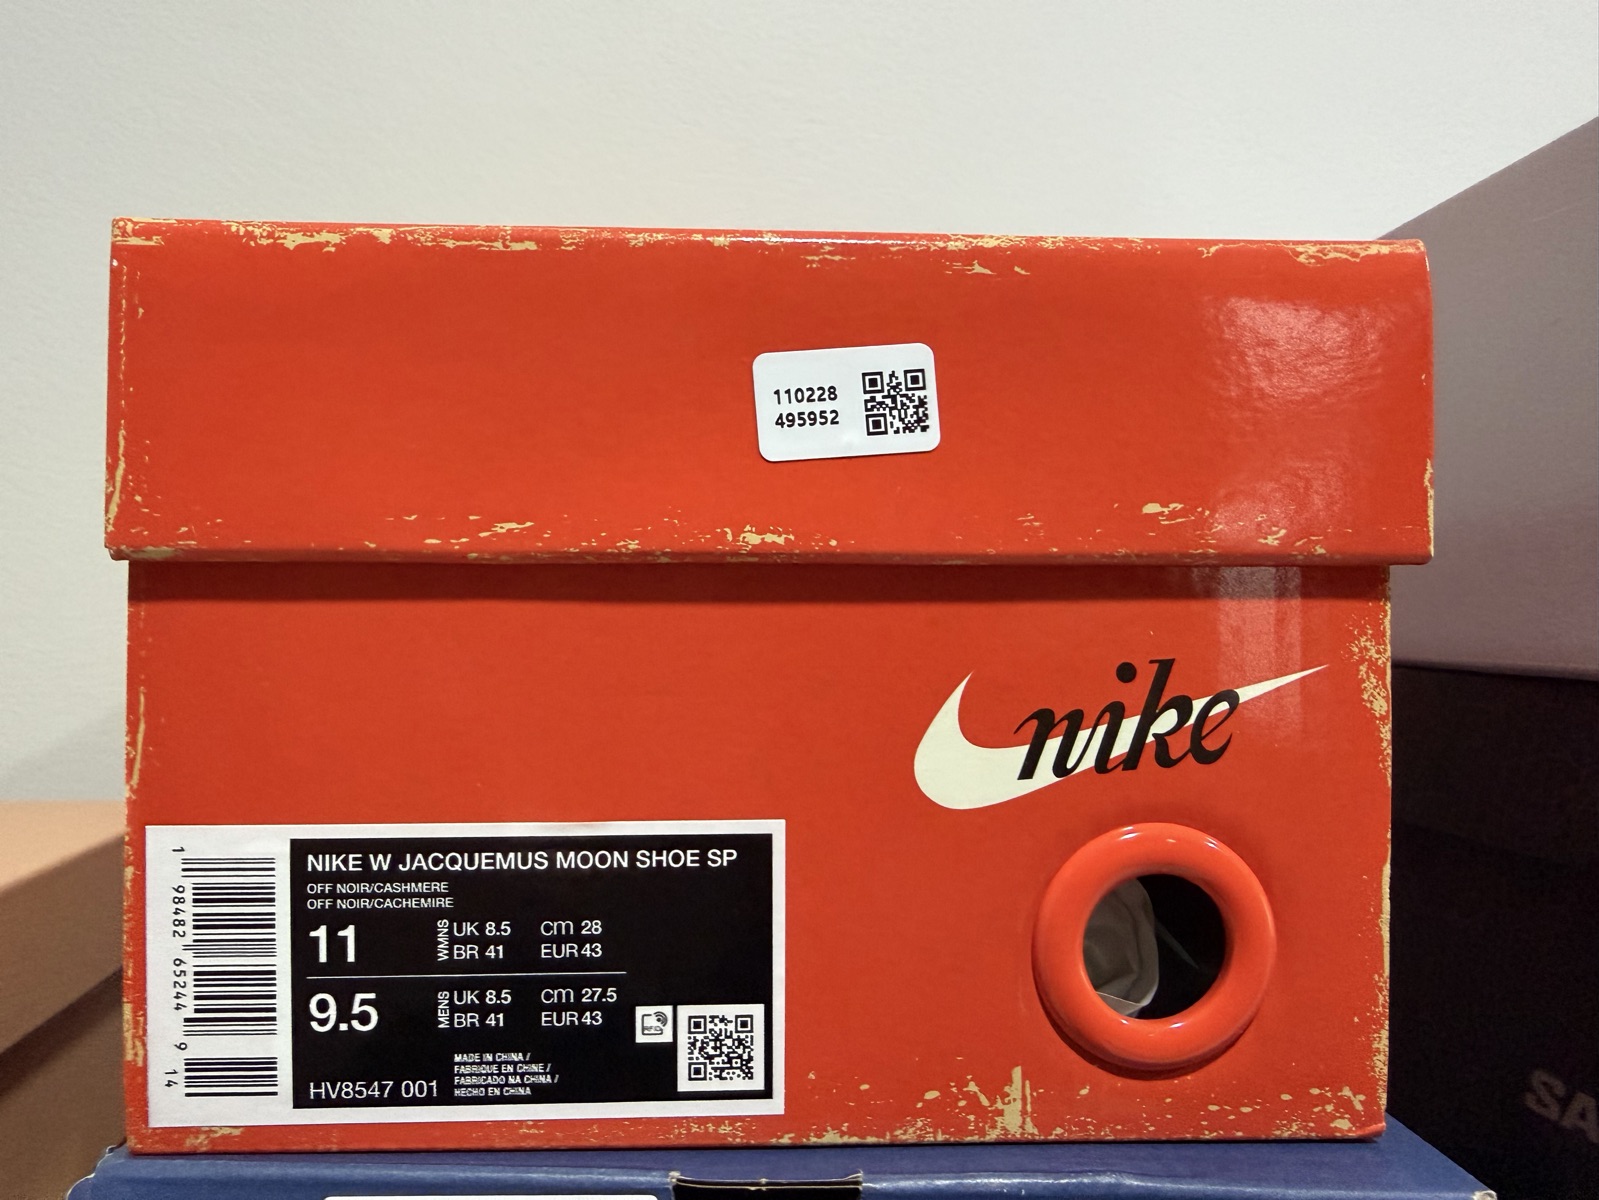 110228
495952
nike
NIKE W JACQUEMUS MOON SHOE SP
OFF NOIR/CASHMERE
OFF NOIR/CACHEMIRE
11
WMNS
UK 8.5 cm 28
BR 41 EUR 43
9.5
MENS
UK 8.5 cm 27.5
BR 41 EUR 43
RFID
HV8547 001
MADE IN CHINA /
FABRIQUE EN CHINE /
FABRICADO NA CHINA /
HECHO EN CHINA
1 98482 65244 9 14
SA